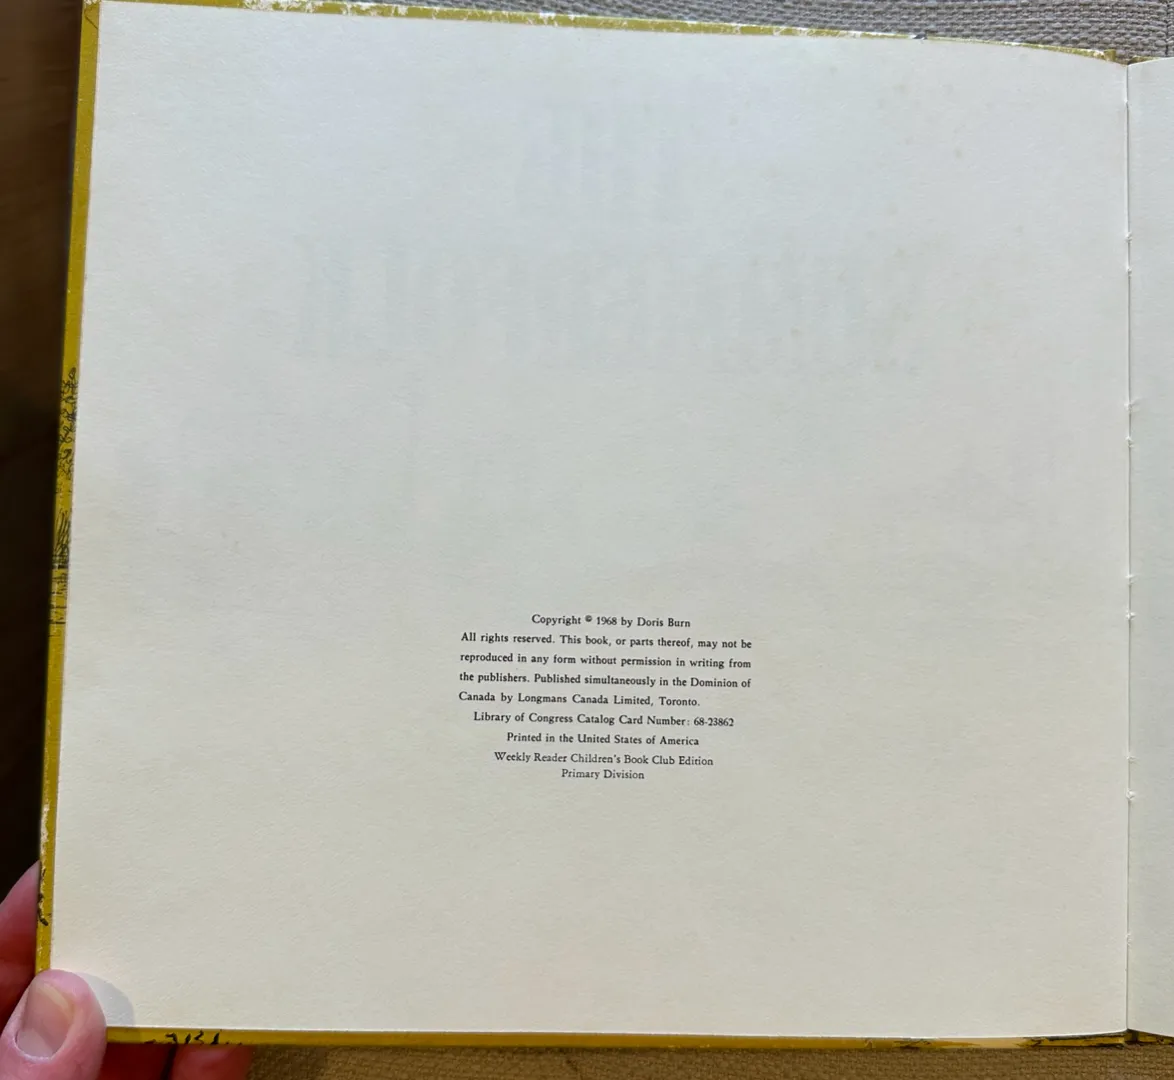 Copyright © 1968 by Doris Burn
All rights reserved. This book, or parts thereof, may not be
reproduced in any form without permission in writing from
the publishers. Published simultaneously in the Dominion of
Canada by Longmans Canada Limited, Toronto.
Library of Congress Catalog Card Number: 68-23862
Printed in the United States of America
Weekly Reader Children's Book Club Edition
Primary Division